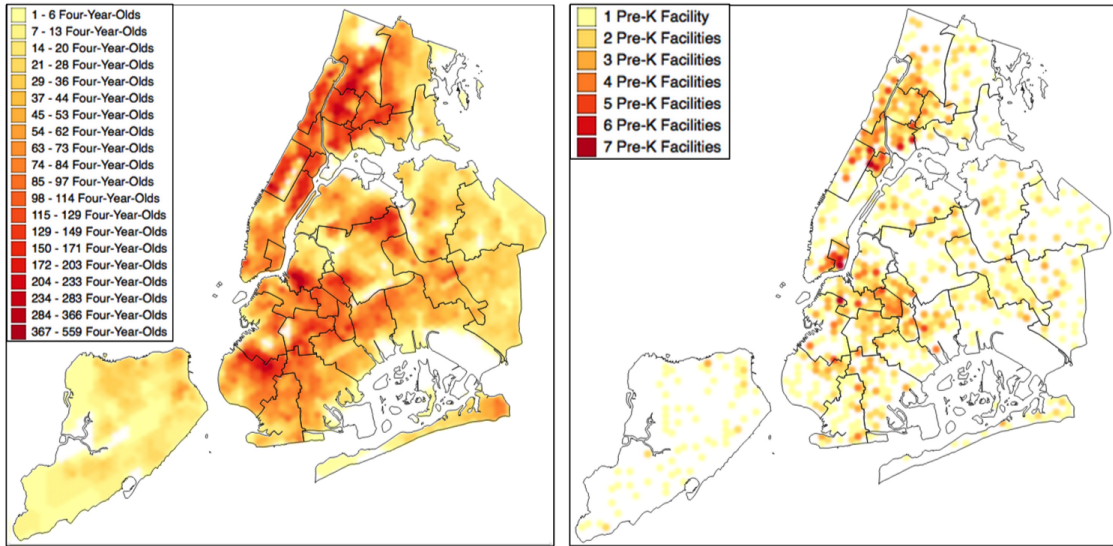 1 - 6 Four-Year-Olds
7 - 13 Four-Year-Olds
14 - 20 Four-Year-Olds
21 - 28 Four-Year-Olds
29 - 36 Four-Year-Olds
37 - 44 Four-Year-Olds
45 - 53 Four-Year-Olds
54 - 62 Four-Year-Olds
63 - 73 Four-Year-Olds
74 - 84 Four-Year-Olds
85 - 97 Four-Year-Olds
98 - 114 Four-Year-Olds
115 - 129 Four-Year-Olds
129 - 149 Four-Year-Olds
150 - 171 Four-Year-Olds
172 - 203 Four-Year-Olds
204 - 233 Four-Year-Olds
234 - 283 Four-Year-Olds
284 - 366 Four-Year-Olds
367 - 559 Four-Year-Olds
1 Pre-K Facility
2 Pre-K Facilities
3 Pre-K Facilities
4 Pre-K Facilities
5 Pre-K Facilities
6 Pre-K Facilities
7 Pre-K Facilities